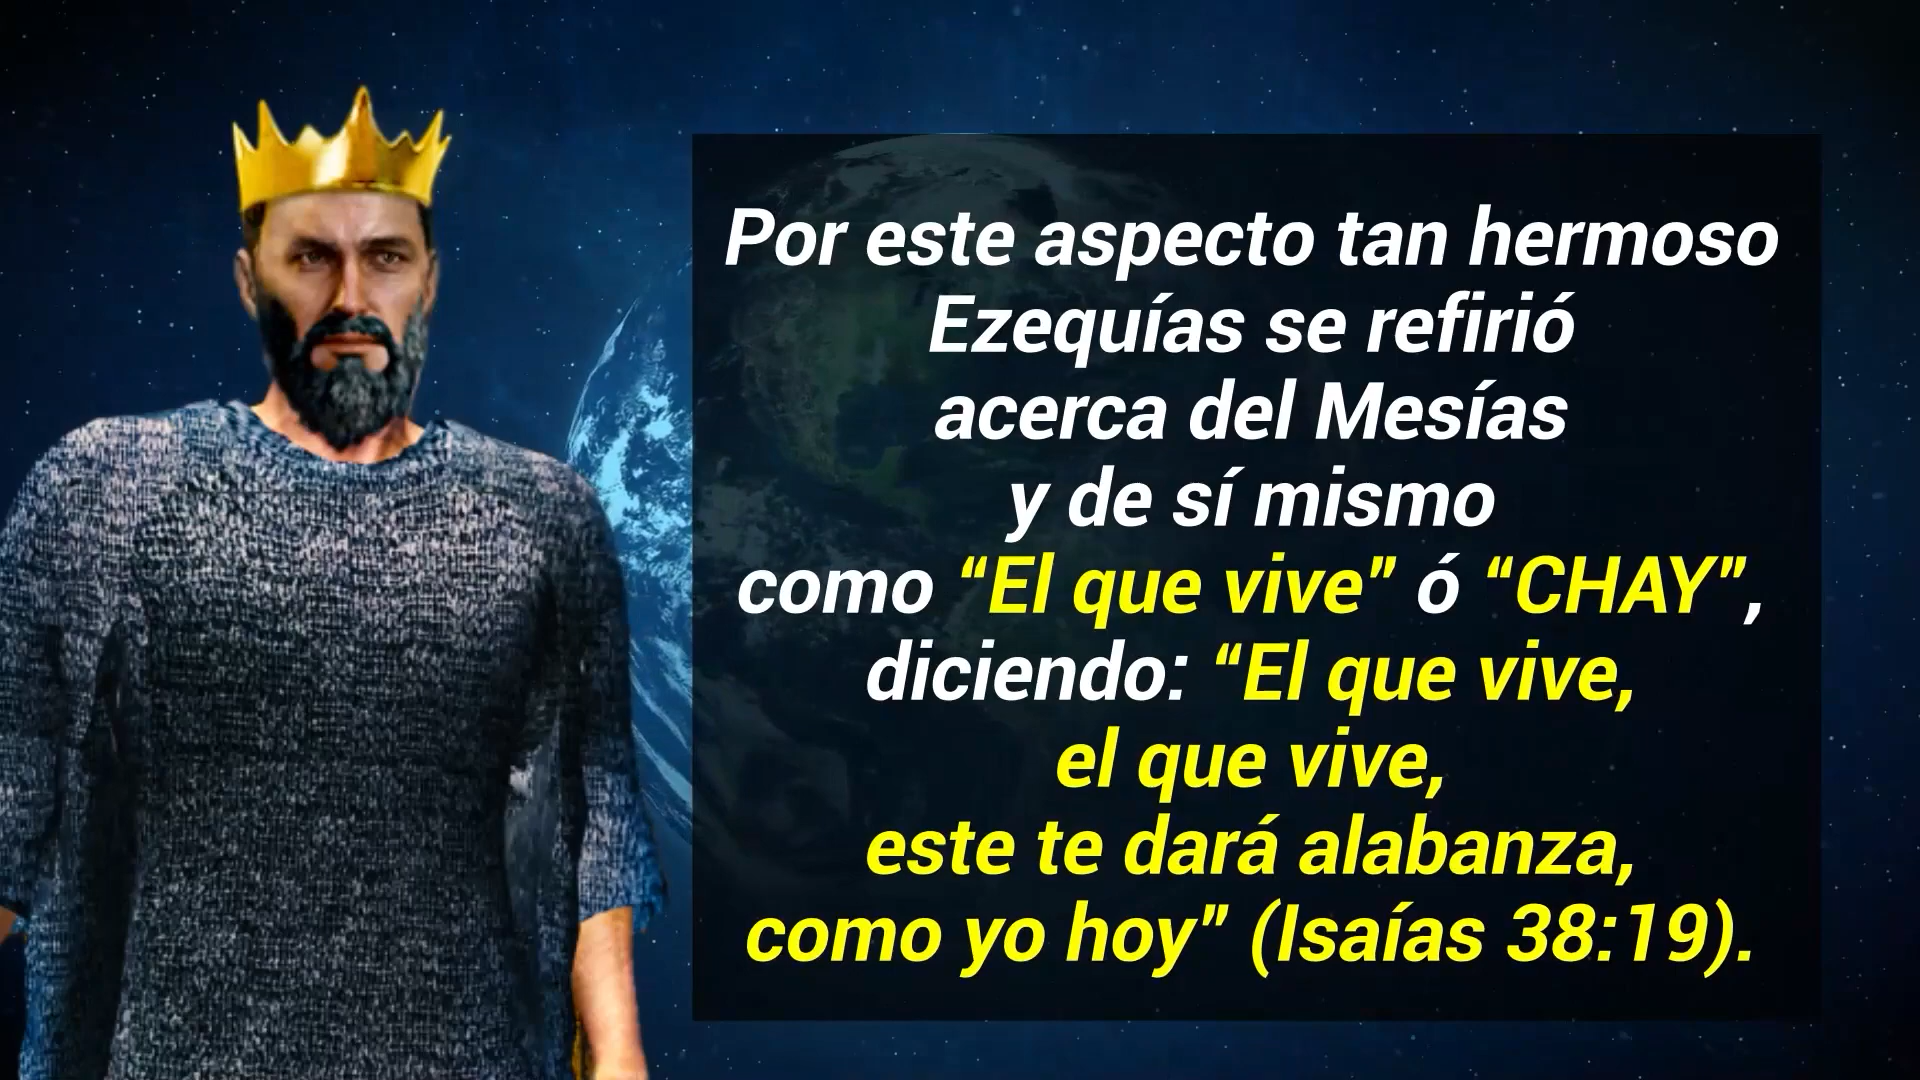 Por este aspecto tan hermoso
Ezequías se refirió
acerca del Mesías
y de sí mismo
como “El que vive” ó “CHAY”,
diciendo: “El que vive,
el que vive,
este te dará alabanza,
como yo hoy” (Isaías 38:19).